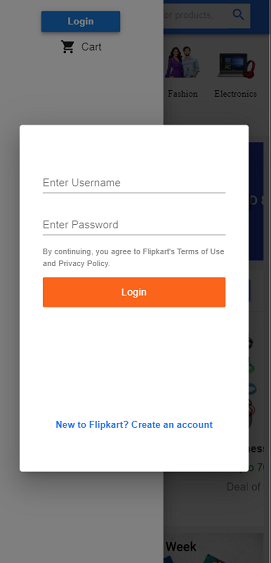 Login
for products
Cart
Fashion
Electronics
Enter Username
Enter Password
By continuing, you agree to Flipkart's Terms of Use
and Privacy Policy.
Login
New to Flipkart? Create an account
Deal of
Week